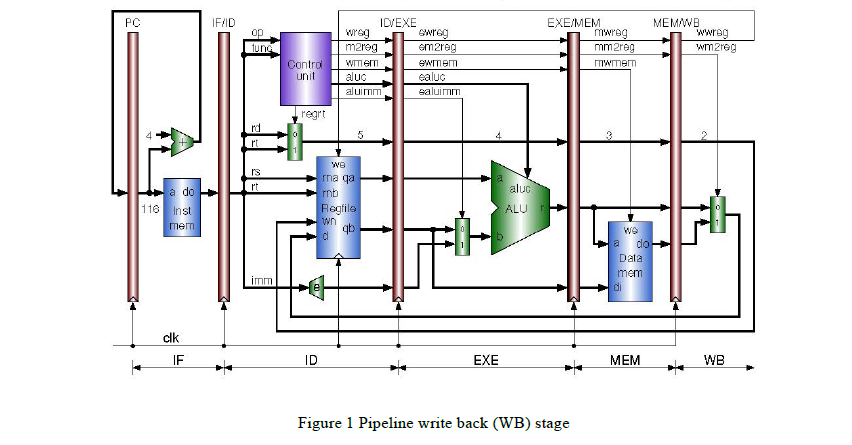 PC IF/ID ID/EXE EXE/MEM MEM/WB
op wreg ewreg mwreg wwreg
func m2reg em2reg mm2reg wm2reg
Control unit wmem ewmem mwmem
aluc ealuc
aluimm ealuimm
regrt
4 + rd 0 5 4 3 2
rt 1
we
rs rna qa a aluc
116 a do rt rnb ALU r 0
Inst mem Regfile we 1
wn qb 0 a do
d 1 b Data mem
imm e di
clk
IF ID EXE MEM WB
Figure 1 Pipeline write back (WB) stage